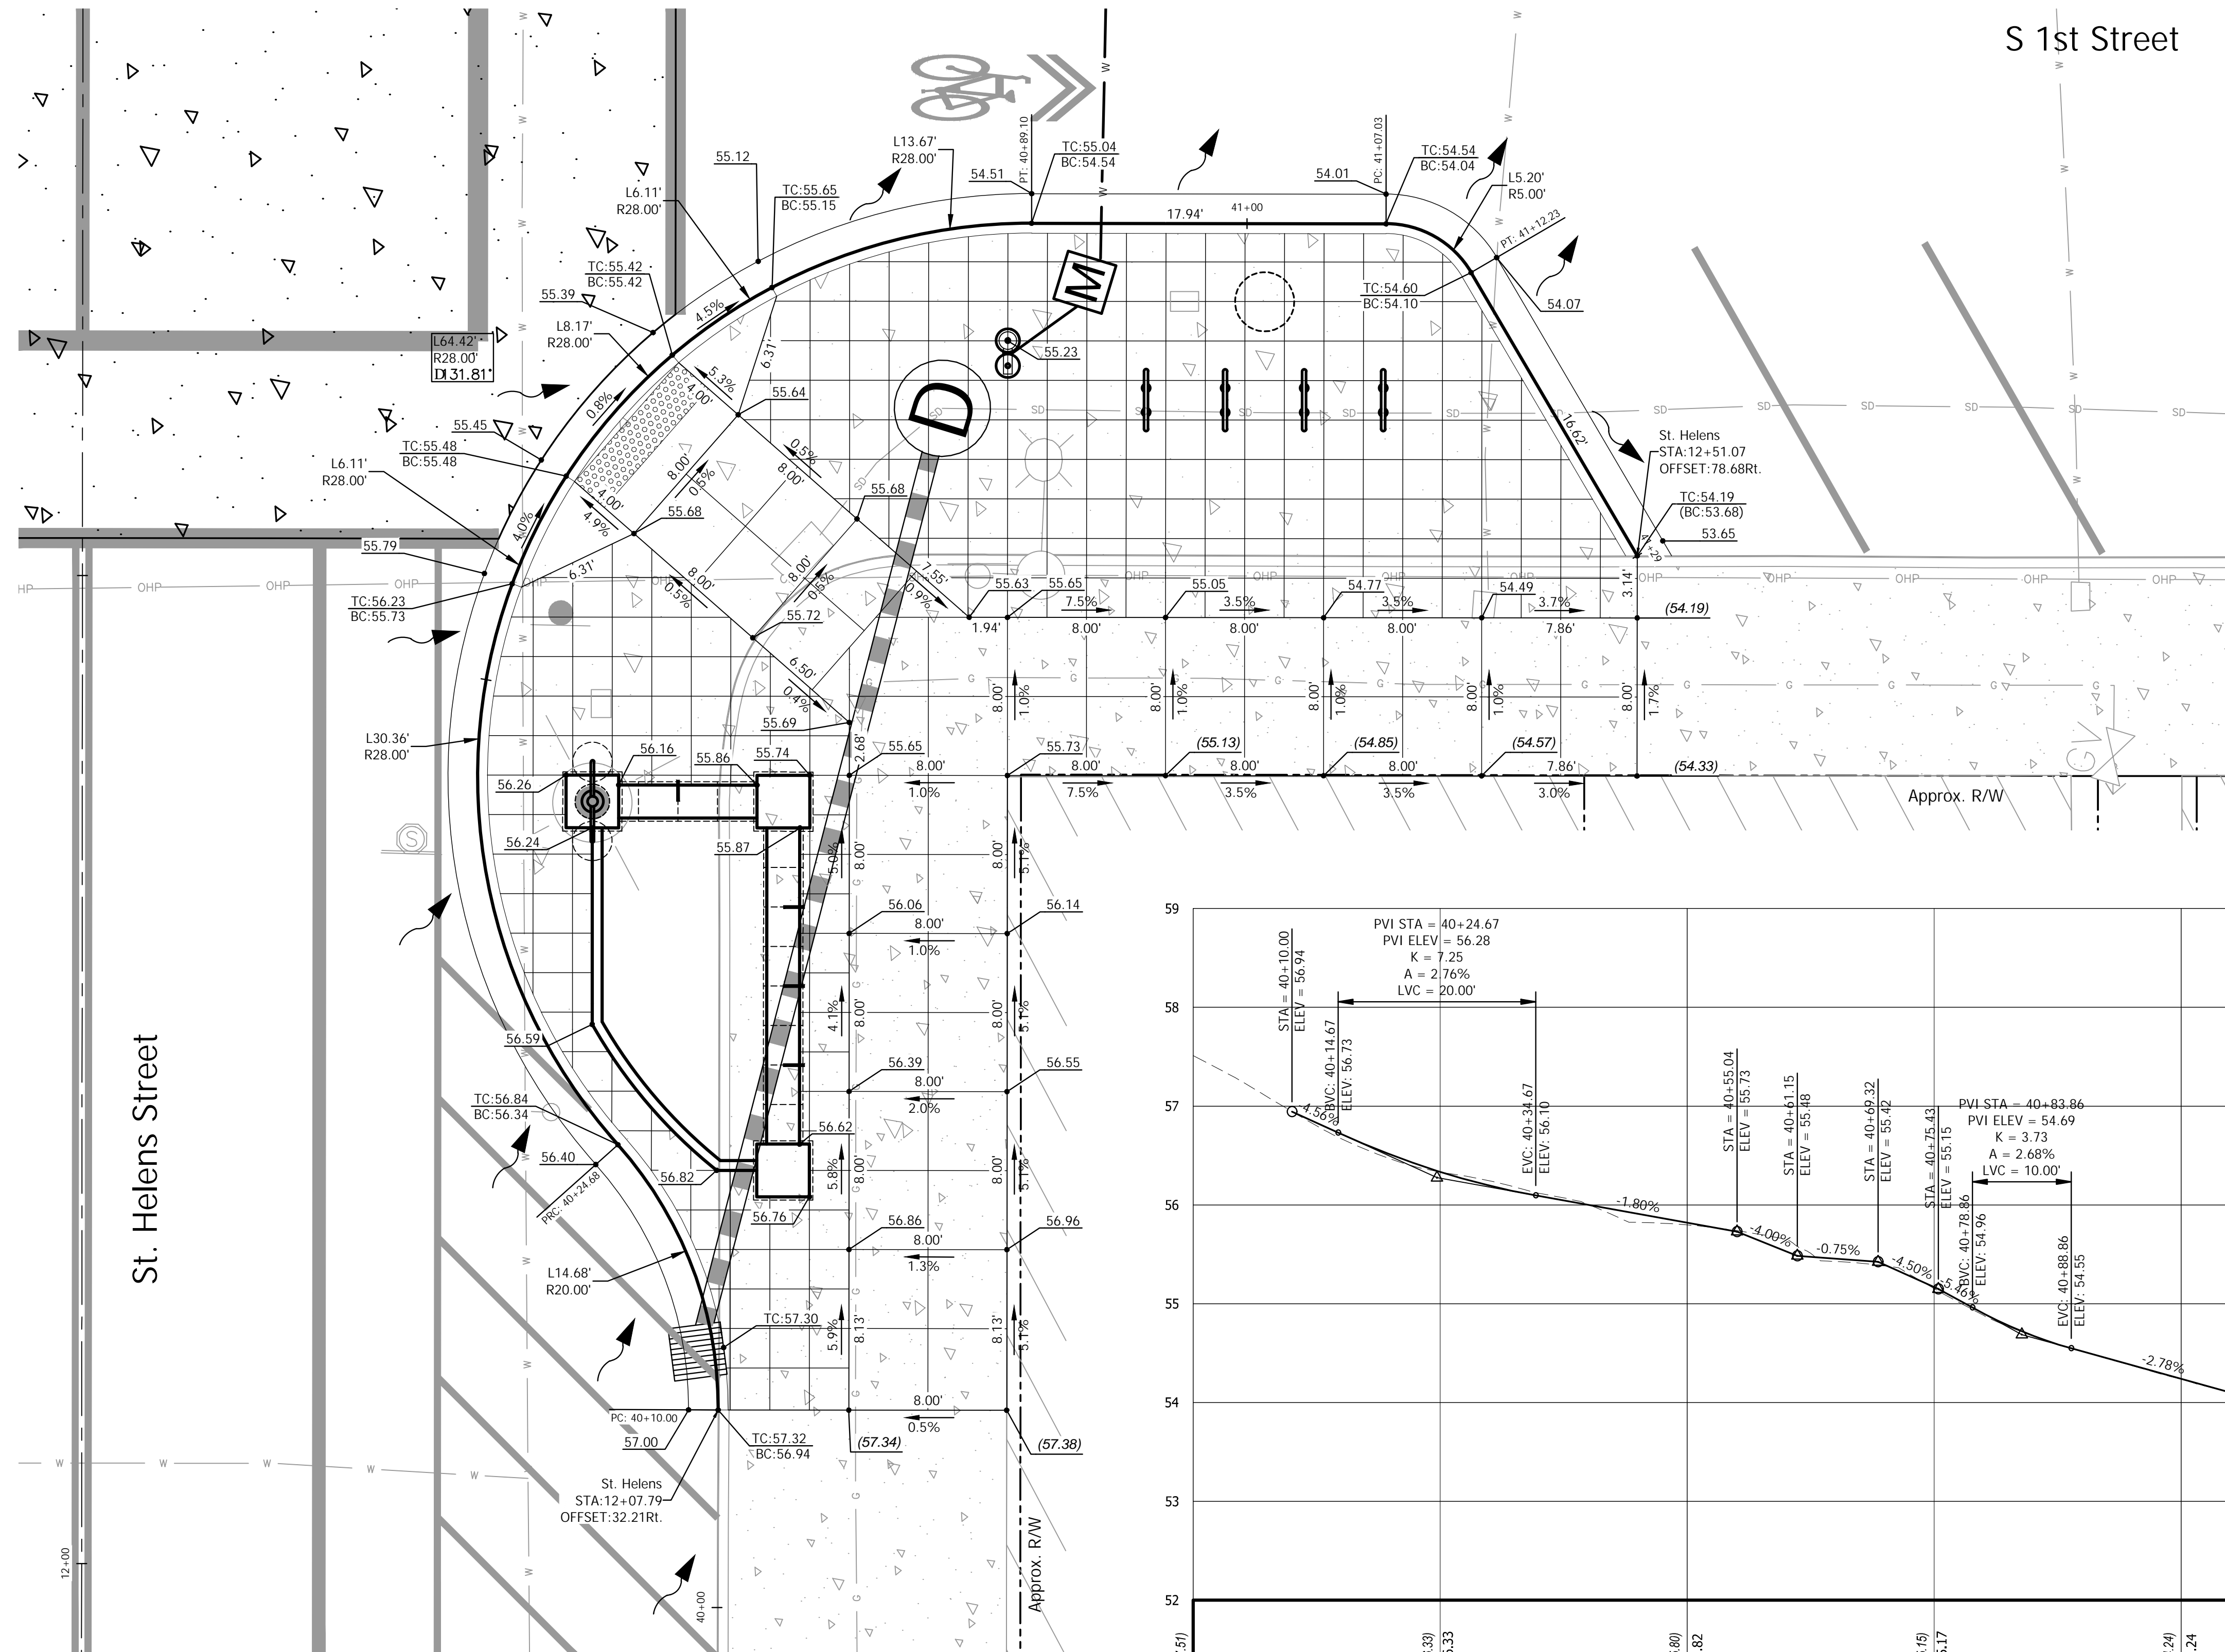 S 1st Street
St. Helens Street
55.12
L6.11'
R28.00'
TC:55.65
BC:55.15
L13.67'
R28.00'
54.51
PT: 40+89.10
TC:55.04
BC:54.54
W
17.94'
41+00
54.01
PC: 41+07.03
TC:54.54
BC:54.04
L5.20'
R5.00'
PT: 41+12.23
54.07
TC:54.60
BC:54.10
TC:55.42
BC:55.42
55.39
L8.17'
R28.00'
4.5%
6.31'
M
55.23
L64.42'
R28.00'
D131.81°
5.3%
4.00'
0.8%
55.64
D
SD
16.62'
St. Helens
STA:12+51.07
OFFSET:78.68Rt.
TC:54.19
(BC:53.68)
53.65
41+29
3.14'
55.45
TC:55.48
BC:55.48
L6.11'
R28.00'
4.0%
4.00'
4.9%
8.00'
0.5%
0.5%
8.00'
55.68
55.68
55.79
OHP
6.37'
TC:56.23
BC:55.73
8.00'
0.5%
8.00'
0.5%
55.72
7.55'
0.9%
55.63
55.65
7.5%
55.05
3.5%
54.77
3.5%
54.49
3.7%
(54.19)
1.94'
8.00'
8.00'
8.00'
7.86'
6.50'
0.4%
G
8.00'
1.0%
8.00'
1.0%
8.00'
1.0%
8.00'
1.0%
8.00'
1.7%
GV
L30.36'
R28.00'
55.69
2.68'
56.16
55.86
55.74
55.65
8.00'
1.0%
55.73
8.00'
7.5%
(55.13)
8.00'
3.5%
(54.85)
8.00'
3.5%
(54.57)
7.86'
3.0%
(54.33)
Approx. R/W
56.26
56.24
S
55.87
5.0%
8.00'
8.00'
5.1%
56.06
8.00'
1.0%
56.14
4.1%
8.00'
8.00'
5.1%
56.59
56.39
8.00'
2.0%
56.55
TC:56.84
BC:56.34
56.62
56.40
56.82
5.8%
8.00'
8.00'
5.1%
PRC: 40+24.68
56.76
56.86
8.00'
1.3%
56.96
L14.68'
R20.00'
TC:57.30
5.9%
8.13'
8.13'
5.1%
8.00'
0.5%
PC: 40+10.00
57.00
TC:57.32
BC:56.94
(57.34)
(57.38)
St. Helens
STA:12+07.79
OFFSET:32.21Rt.
12+00
40+00
Approx. R/W
59
58
57
56
55
54
53
52
STA = 40+10.00
ELEV = 56.94
PVI STA = 40+24.67
PVI ELEV = 56.28
K = 7.25
A = 2.76%
LVC = 20.00'
BVC: 40+14.67
ELEV: 56.73
-4.56%
EVC: 40+34.67
ELEV: 56.10
-1.80%
STA = 40+55.04
ELEV = 55.73
-4.00%
STA = 40+61.15
ELEV = 55.48
-0.75%
STA = 40+69.32
ELEV = 55.42
-4.50%
STA = 40+75.43
ELEV = 55.15
-5.46%
PVI STA = 40+83.86
PVI ELEV = 54.69
K = 3.73
A = 2.68%
LVC = 10.00'
BVC: 40+78.86
ELEV: 54.96
EVC: 40+88.86
ELEV: 54.55
-2.78%